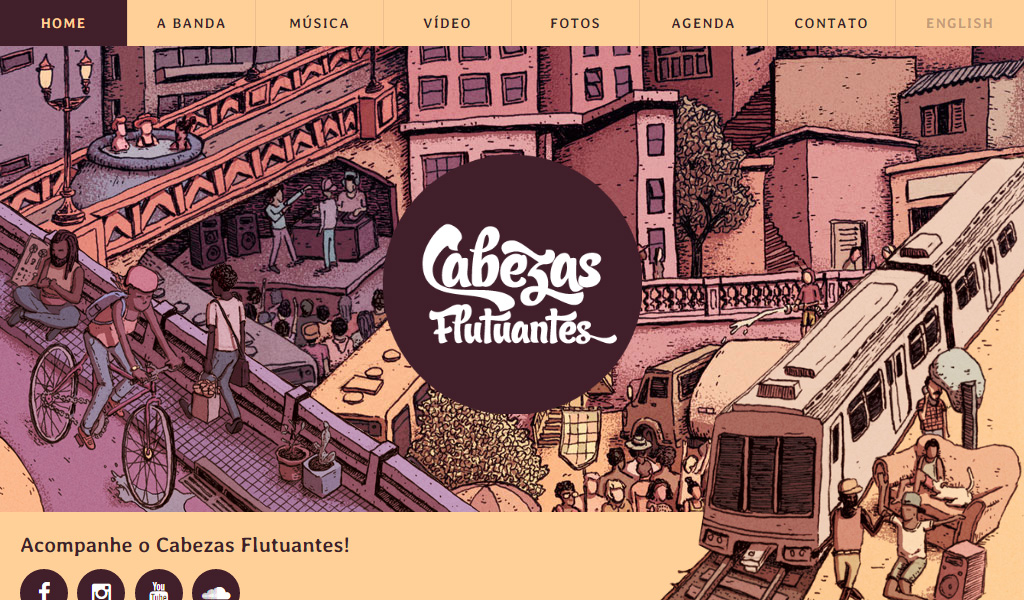 HOME
A BANDA
MÚSICA
VÍDEO
FOTOS
AGENDA
CONTATO
ENGLISH
Cabezas
Flutuantes
Acompanhe o Cabezas Flutuantes!
You
Tube